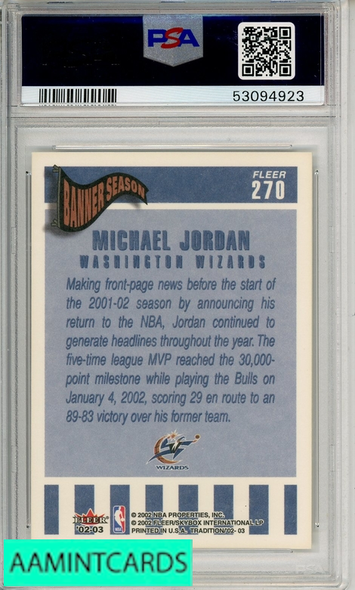 PSA
53094923
BANNER SEASON
FLEER
270
MICHAEL JORDAN
WASHINGTON WIZARDS
Making front-page news before the start of
the 2001-02 season by announcing his
return to the NBA, Jordan continued to
generate headlines throughout the year. The
five-time league MVP reached the 30,000-
point milestone while playing the Bulls on
January 4, 2002, scoring 29 en route to an
89-83 victory over his former team.
WIZARDS
FLEER
'02-03
NBA
© 2002 NBA PROPERTIES, INC.
© 2002 FLEER/SKYBOX INTERNATIONAL LP
PRINTED IN U.S.A. TRADITION '02- 03
AAMINTCARDS